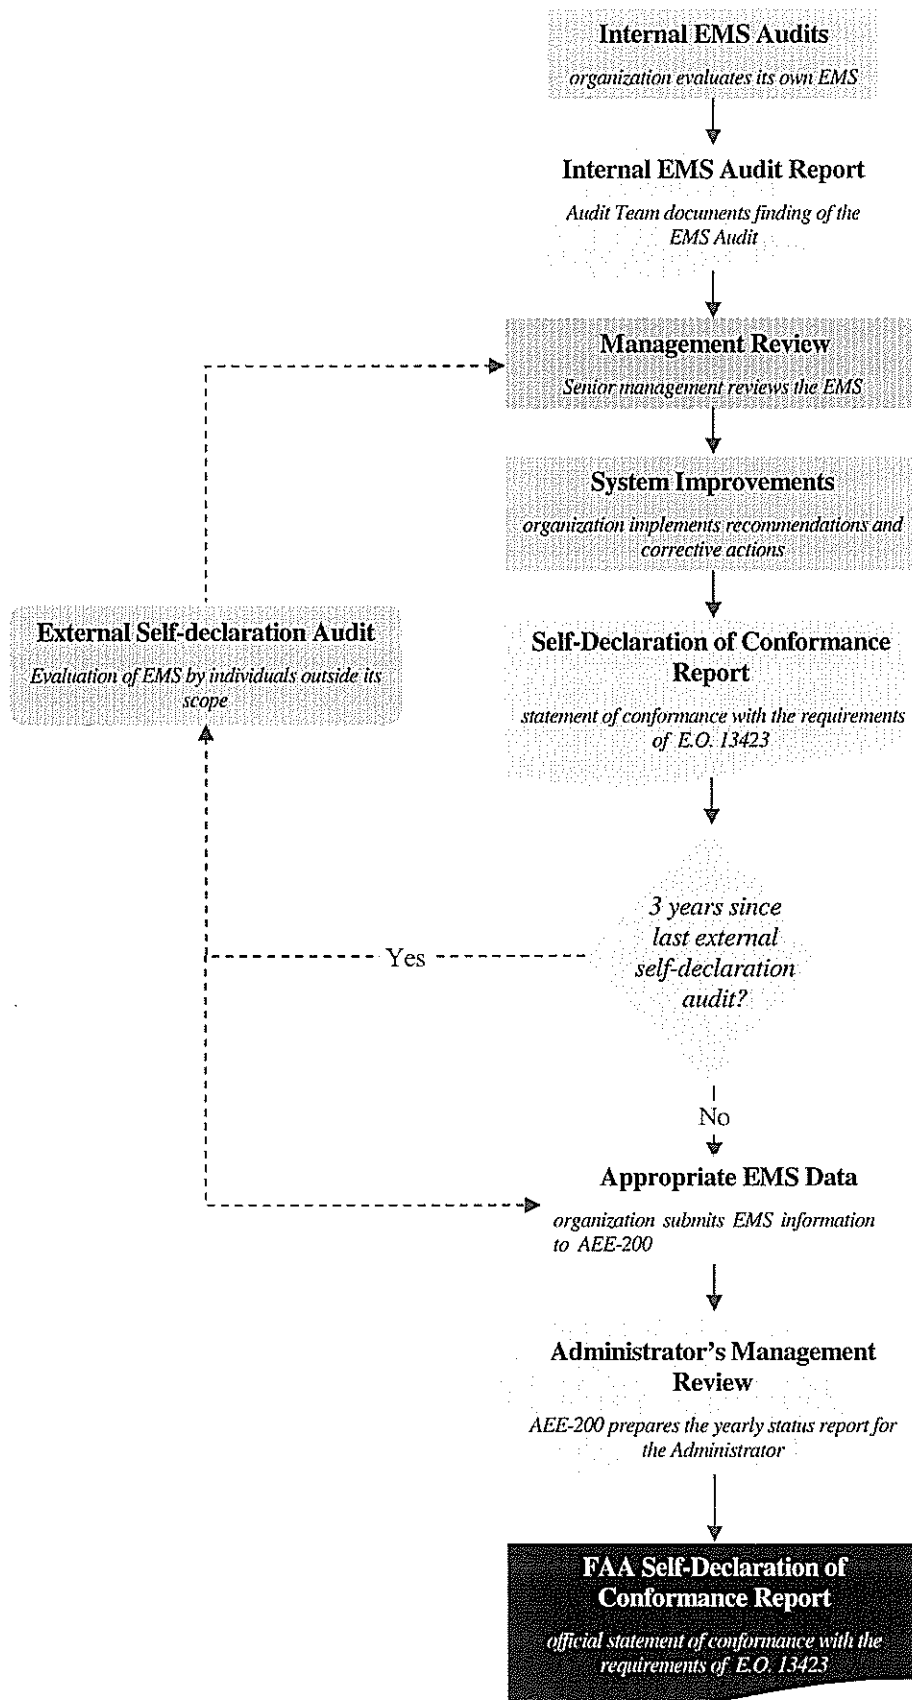 Internal EMS Audits
organization evaluates its own EMS
Internal EMS Audit Report
Audit Team documents finding of the
EMS Audit
Management Review
Senior management reviews the EMS
System Improvements
organization implements recommendations and
corrective actions
External Self-declaration Audit
Evaluation of EMS by individuals outside its
scope
Self-Declaration of Conformance
Report
statement of conformance with the requirements
of E.O. 13423
3 years since
last external
self-declaration
audit?
Yes
No
Appropriate EMS Data
organization submits EMS information
to AEE-200
Administrator's Management
Review
AEE-200 prepares the yearly status report for
the Administrator
FAA Self-Declaration of
Conformance Report
official statement of conformance with the
requirements of E.O. 13423